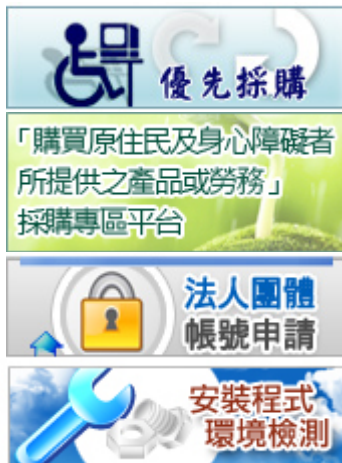 優先採購
「購買原住民及身心障礙者
所提供之產品或勞務」
採購專區平台
法人團體
帳號申請
安裝程式
環境檢測